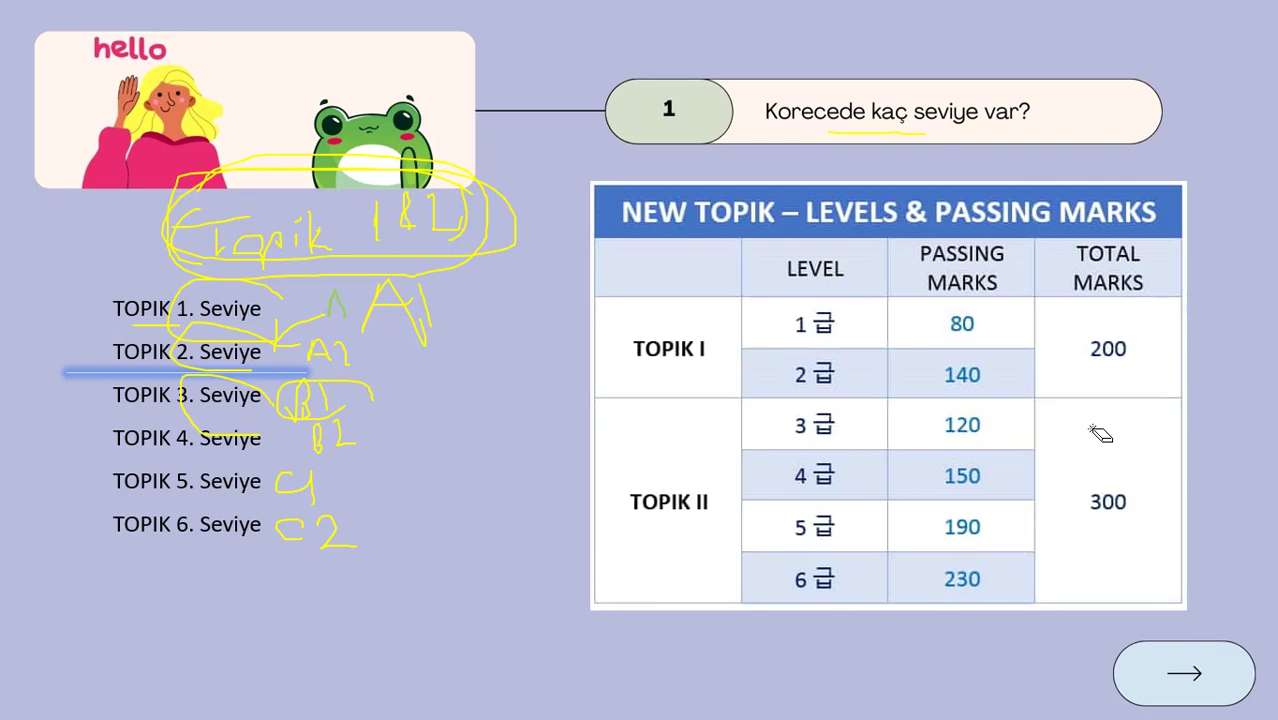 hello
1
Korecede kaç seviye var?
Topik 1 & 2
TOPIK 1. Seviye
A
A1
TOPIK 2. Seviye
A2
TOPIK 3. Seviye
B1
TOPIK 4. Seviye
B2
TOPIK 5. Seviye
C1
TOPIK 6. Seviye
C2
NEW TOPIK – LEVELS & PASSING MARKS
LEVEL
PASSING
MARKS
TOTAL
MARKS
TOPIK I
1 급
80
200
2 급
140
TOPIK II
3 급
120
300
4 급
150
5 급
190
6 급
230